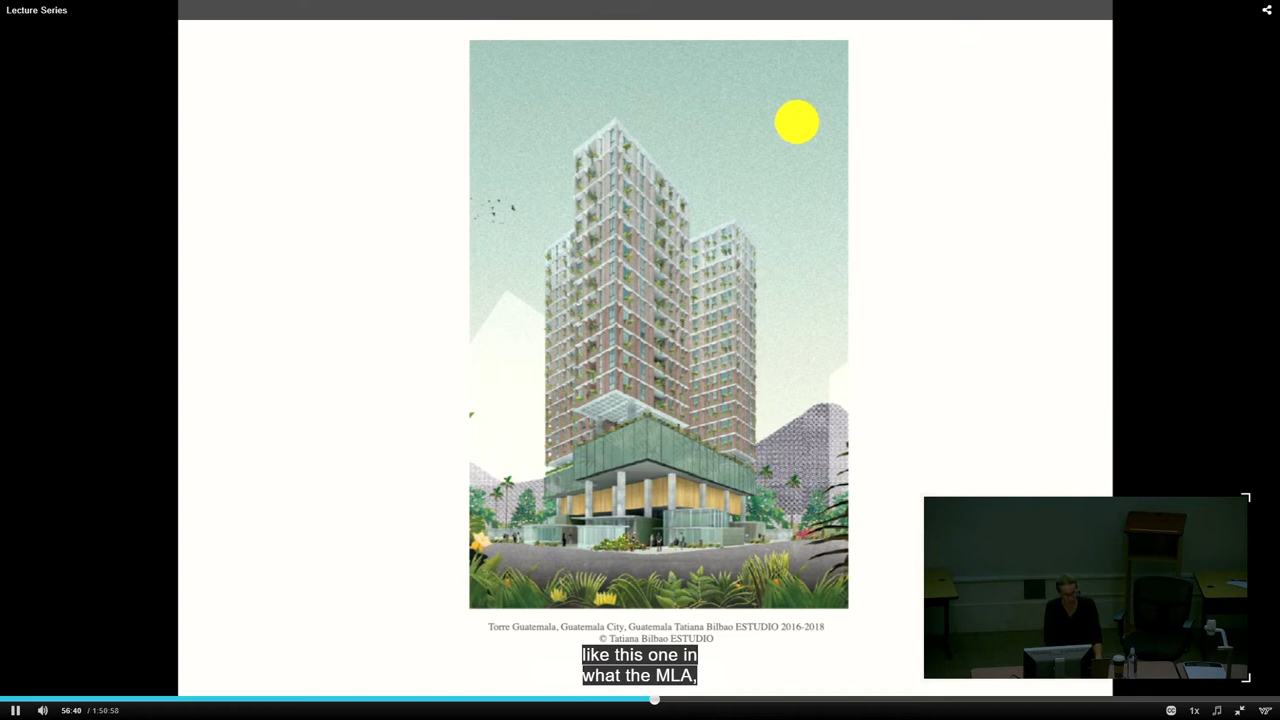 Lecture Series
Torre Guatemala, Guatemala City, Guatemala Tatiana Bilbao ESTUDIO 2016-2018
© Tatiana Bilbao ESTUDIO
like this one in
what the MLA,
56:40 / 1:50:58
CC
1x